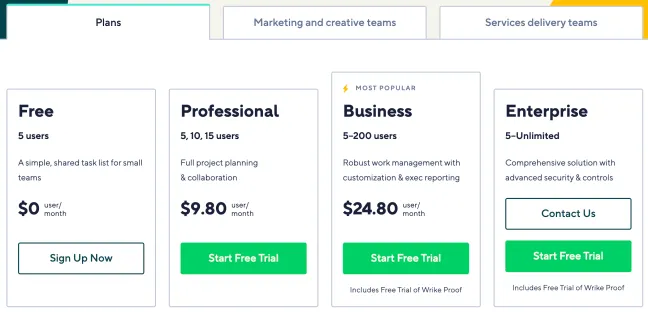 Plans
Marketing and creative teams
Services delivery teams
Free
5 users
A simple, shared task list for small
teams
$0 user/
month
Sign Up Now
Professional
5, 10, 15 users
Full project planning
& collaboration
$9.80 user/
month
Start Free Trial
MOST POPULAR
Business
5–200 users
Robust work management with
customization & exec reporting
$24.80 user/
month
Start Free Trial
Includes Free Trial of Wrike Proof
Enterprise
5–Unlimited
Comprehensive solution with
advanced security & controls
Contact Us
Start Free Trial
Includes Free Trial of Wrike Proof